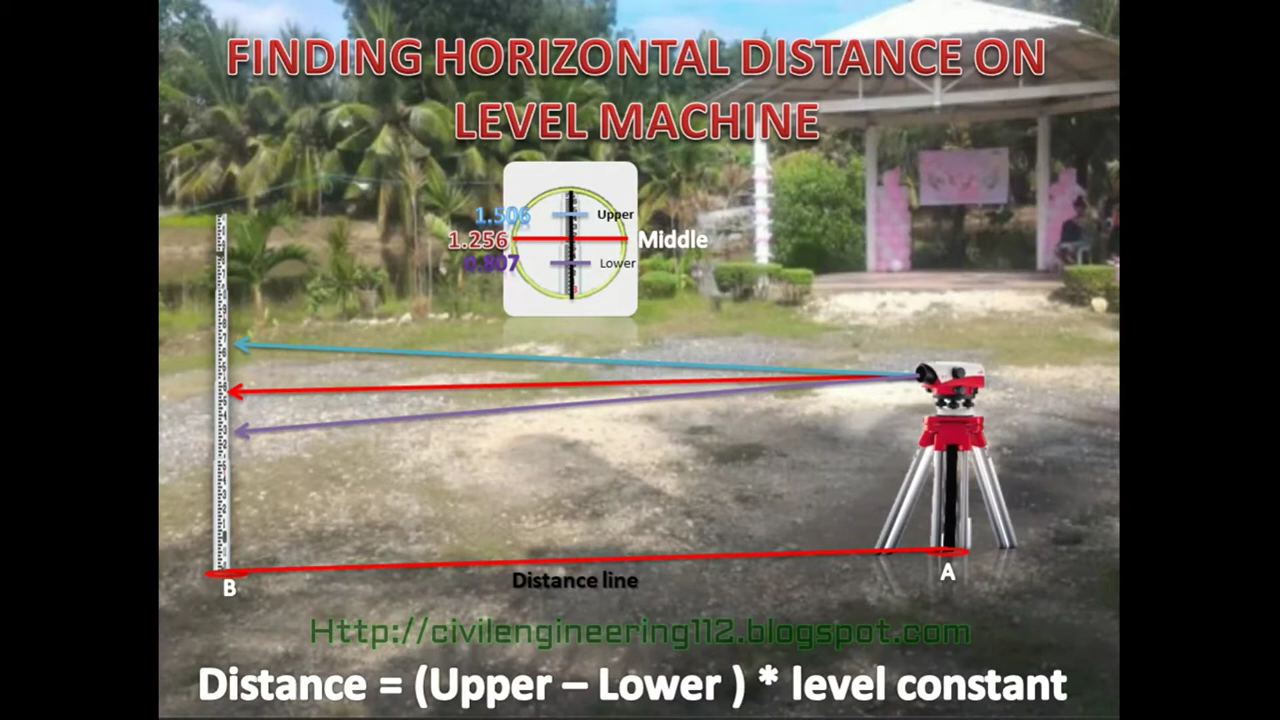 FINDING HORIZONTAL DISTANCE ON
LEVEL MACHINE
1.506 Upper
1.256 Middle
0.807 Lower
Distance line
B
A
Http://civilengineering112.blogspot.com
Distance = (Upper – Lower ) * level constant